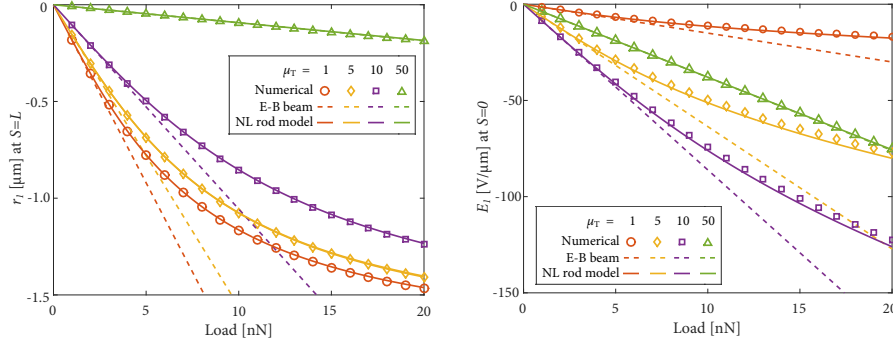 0
-0.5
-1.0
-1.5
r₁ [μm] at S=L
μ_T = 1 5 10 50
Numerical
E-B beam
NL rod model
0 5 10 15 20
Load [nN]
0
-50
-100
-150
E₁ [V/μm] at S=0
μ_T = 1 5 10 50
Numerical
E-B beam
NL rod model
0 5 10 15 20
Load [nN]